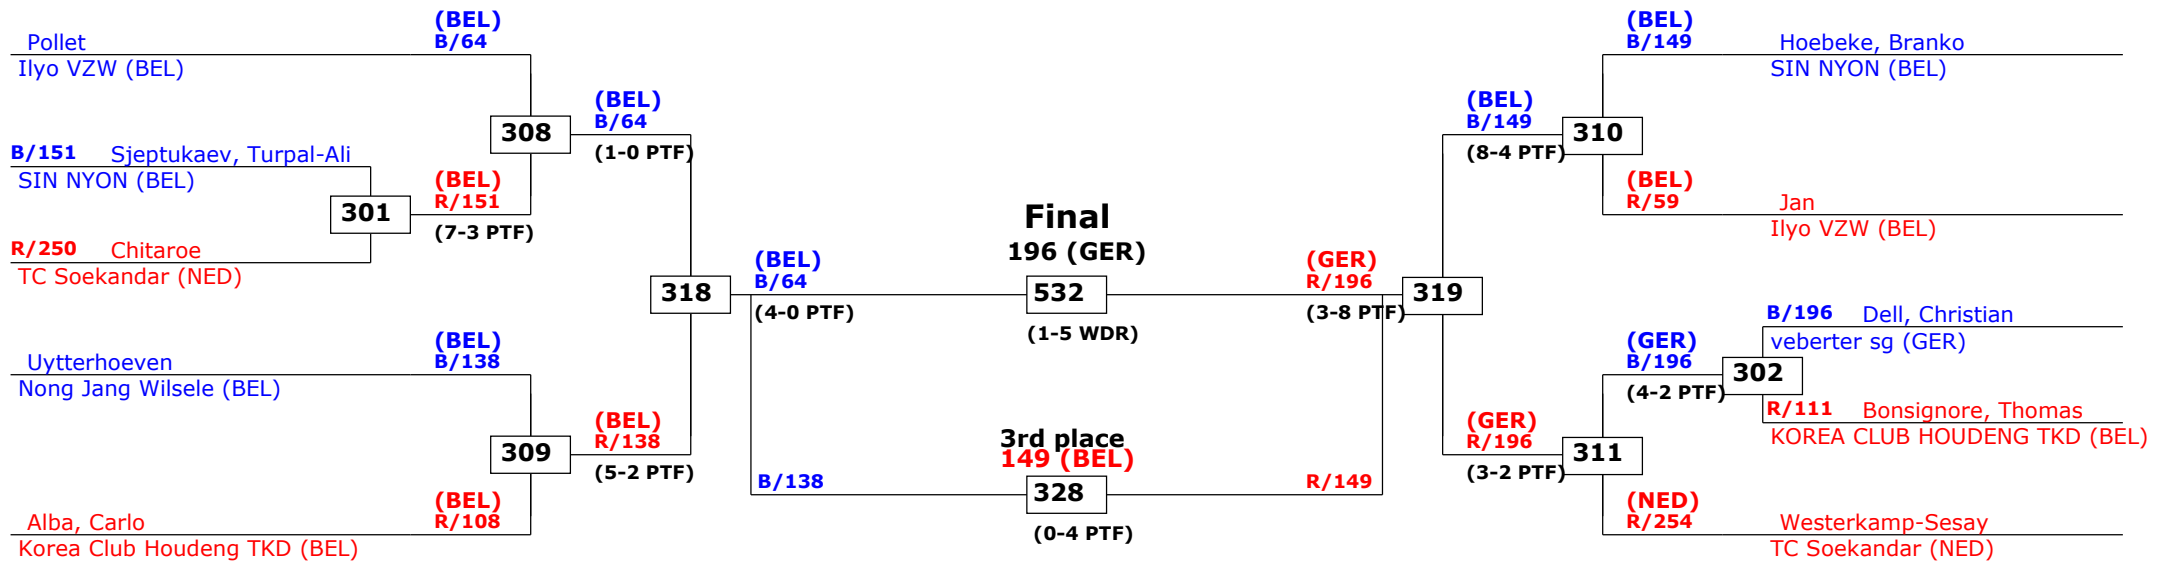 (BEL)
B/64
Pollet
Ilyo VZW (BEL)
(BEL)
B/64
(1-0 PTF)
308
B/151 Sjeptukaev, Turpal-Ali
SIN NYON (BEL)
(BEL)
R/151
(7-3 PTF)
301
R/250 Chitaroe
TC Soekandar (NED)
318
(BEL)
B/64
(4-0 PTF)
(BEL)
B/138
Uytterhoeven
Nong Jang Wilsele (BEL)
(BEL)
R/138
(5-2 PTF)
309
(BEL)
R/108
Alba, Carlo
Korea Club Houdeng TKD (BEL)
Final
196 (GER)
532
(1-5 WDR)
3rd place
149 (BEL)
B/138
328
R/149
(0-4 PTF)
(GER)
R/196
(3-8 PTF)
319
(BEL)
B/149
Hoebeke, Branko
SIN NYON (BEL)
(BEL)
B/149
(8-4 PTF)
310
(BEL)
R/59
Jan
Ilyo VZW (BEL)
B/196 Dell, Christian
veberter sg (GER)
(GER)
B/196
(4-2 PTF)
302
R/111 Bonsignore, Thomas
KOREA CLUB HOUDENG TKD (BEL)
(GER)
R/196
(3-2 PTF)
311
(NED)
R/254
Westerkamp-Sesay
TC Soekandar (NED)